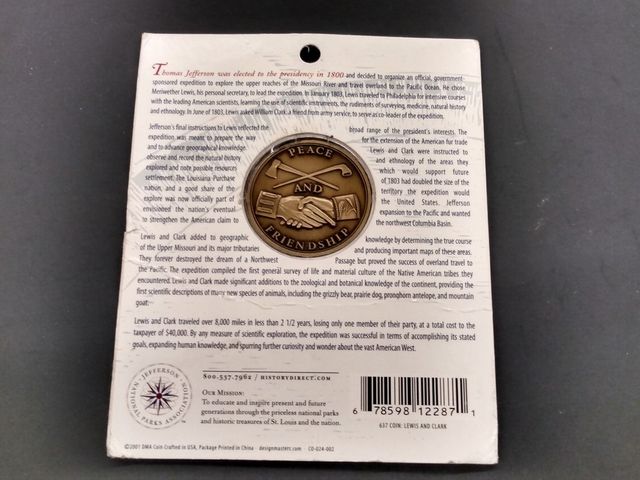 Thomas Jefferson was elected to the presidency in 1800 and decided to organize an official, government-
sponsored expedition to explore the upper reaches of the Missouri River and travel overland to the Pacific Ocean. He chose
Meriwether Lewis, his personal secretary, to lead the expedition. In January 1803, Lewis traveled to Philadelphia for intensive courses
with the leading American scientists, learning the use of scientific instruments, the rudiments of surveying, medicine, natural history
and ethnology. In June of 1803, Lewis asked William Clark, a friend from army service, to serve as co-leader of the expedition.
Jefferson's final instructions to Lewis reflected the broad range of the president's interests. The
expedition was meant to prepare the way for the extension of the American fur trade
and to advance geographical knowledge. Lewis and Clark were instructed to
observe and record the natural history and ethnology of the areas they
explored and note possible resources which would support future
settlement. The Louisiana Purchase of 1803 had doubled the size of the
nation, and a good share of the territory the expedition would
explore was now officially part of the United States. Jefferson
envisioned the nation's eventual expansion to the Pacific and wanted
to strengthen the American claim to the northwest Columbia Basin.
PEACE
AND
FRIENDSHIP
Lewis and Clark added to geographic knowledge by determining the true course
of the Upper Missouri and its major tributaries and producing important maps of these areas.
They forever destroyed the dream of a Northwest Passage but proved the success of overland travel to
the Pacific. The expedition compiled the first general survey of life and material culture of the Native American tribes they
encountered. Lewis and Clark made significant additions to the zoological and botanical knowledge of the continent, providing the
first scientific descriptions of many new species of animals, including the grizzly bear, prairie dog, pronghorn antelope, and mountain
goat.
Lewis and Clark traveled over 8,000 miles in less than 2 1/2 years, losing only one member of their party, at a total cost to the
taxpayer of $40,000. By any measure of scientific exploration, the expedition was successful in terms of accomplishing its stated
goals, expanding human knowledge, and spurring further curiosity and wonder about the vast American West.
JEFFERSON
NATIONAL PARKS ASSOCIATION
800-537-7962 / HISTORYDIRECT.COM
OUR MISSION:
To educate and inspire present and future
generations through the priceless national parks
and historic treasures of St. Louis and the nation.
6 78598 12287 1
637 COIN: LEWIS AND CLARK
©2001 DMA Coin Crafted in USA, Package Printed in China designmasters.com CO-024-002